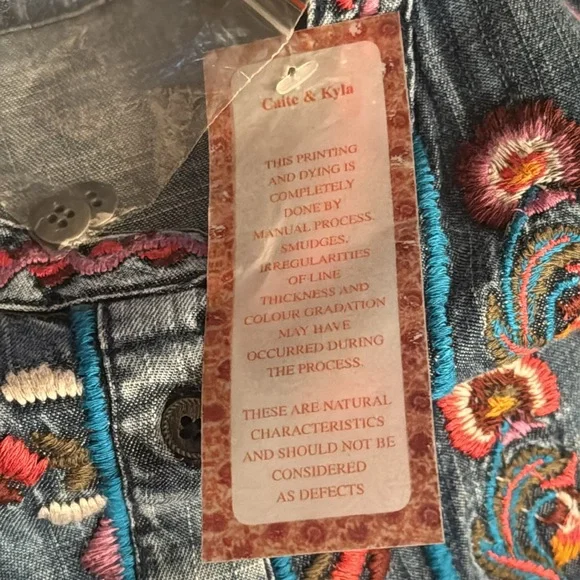 Caite & Kyla
THIS PRINTING
AND DYING IS
COMPLETELY
DONE BY
MANUAL PROCESS.
SMUDGES,
IRREGULARITIES
OF LINE
THICKNESS AND
COLOUR GRADATION
MAY HAVE
OCCURRED DURING
THE PROCESS.
THESE ARE NATURAL
CHARACTERISTICS
AND SHOULD NOT BE
CONSIDERED
AS DEFECTS